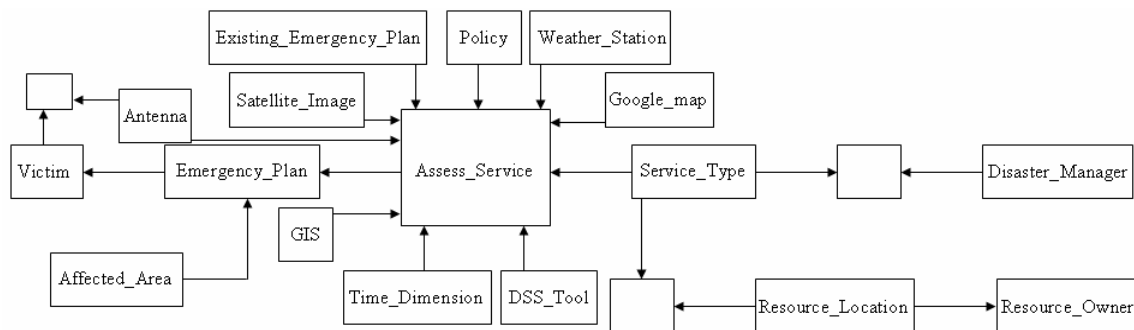 Existing_Emergency_Plan
Policy
Weather_Station
Satellite_Image
Google_map
Antenna
Victim
Emergency_Plan
Assess_Service
Service_Type
Disaster_Manager
GIS
Affected_Area
Time_Dimension
DSS_Tool
Resource_Location
Resource_Owner